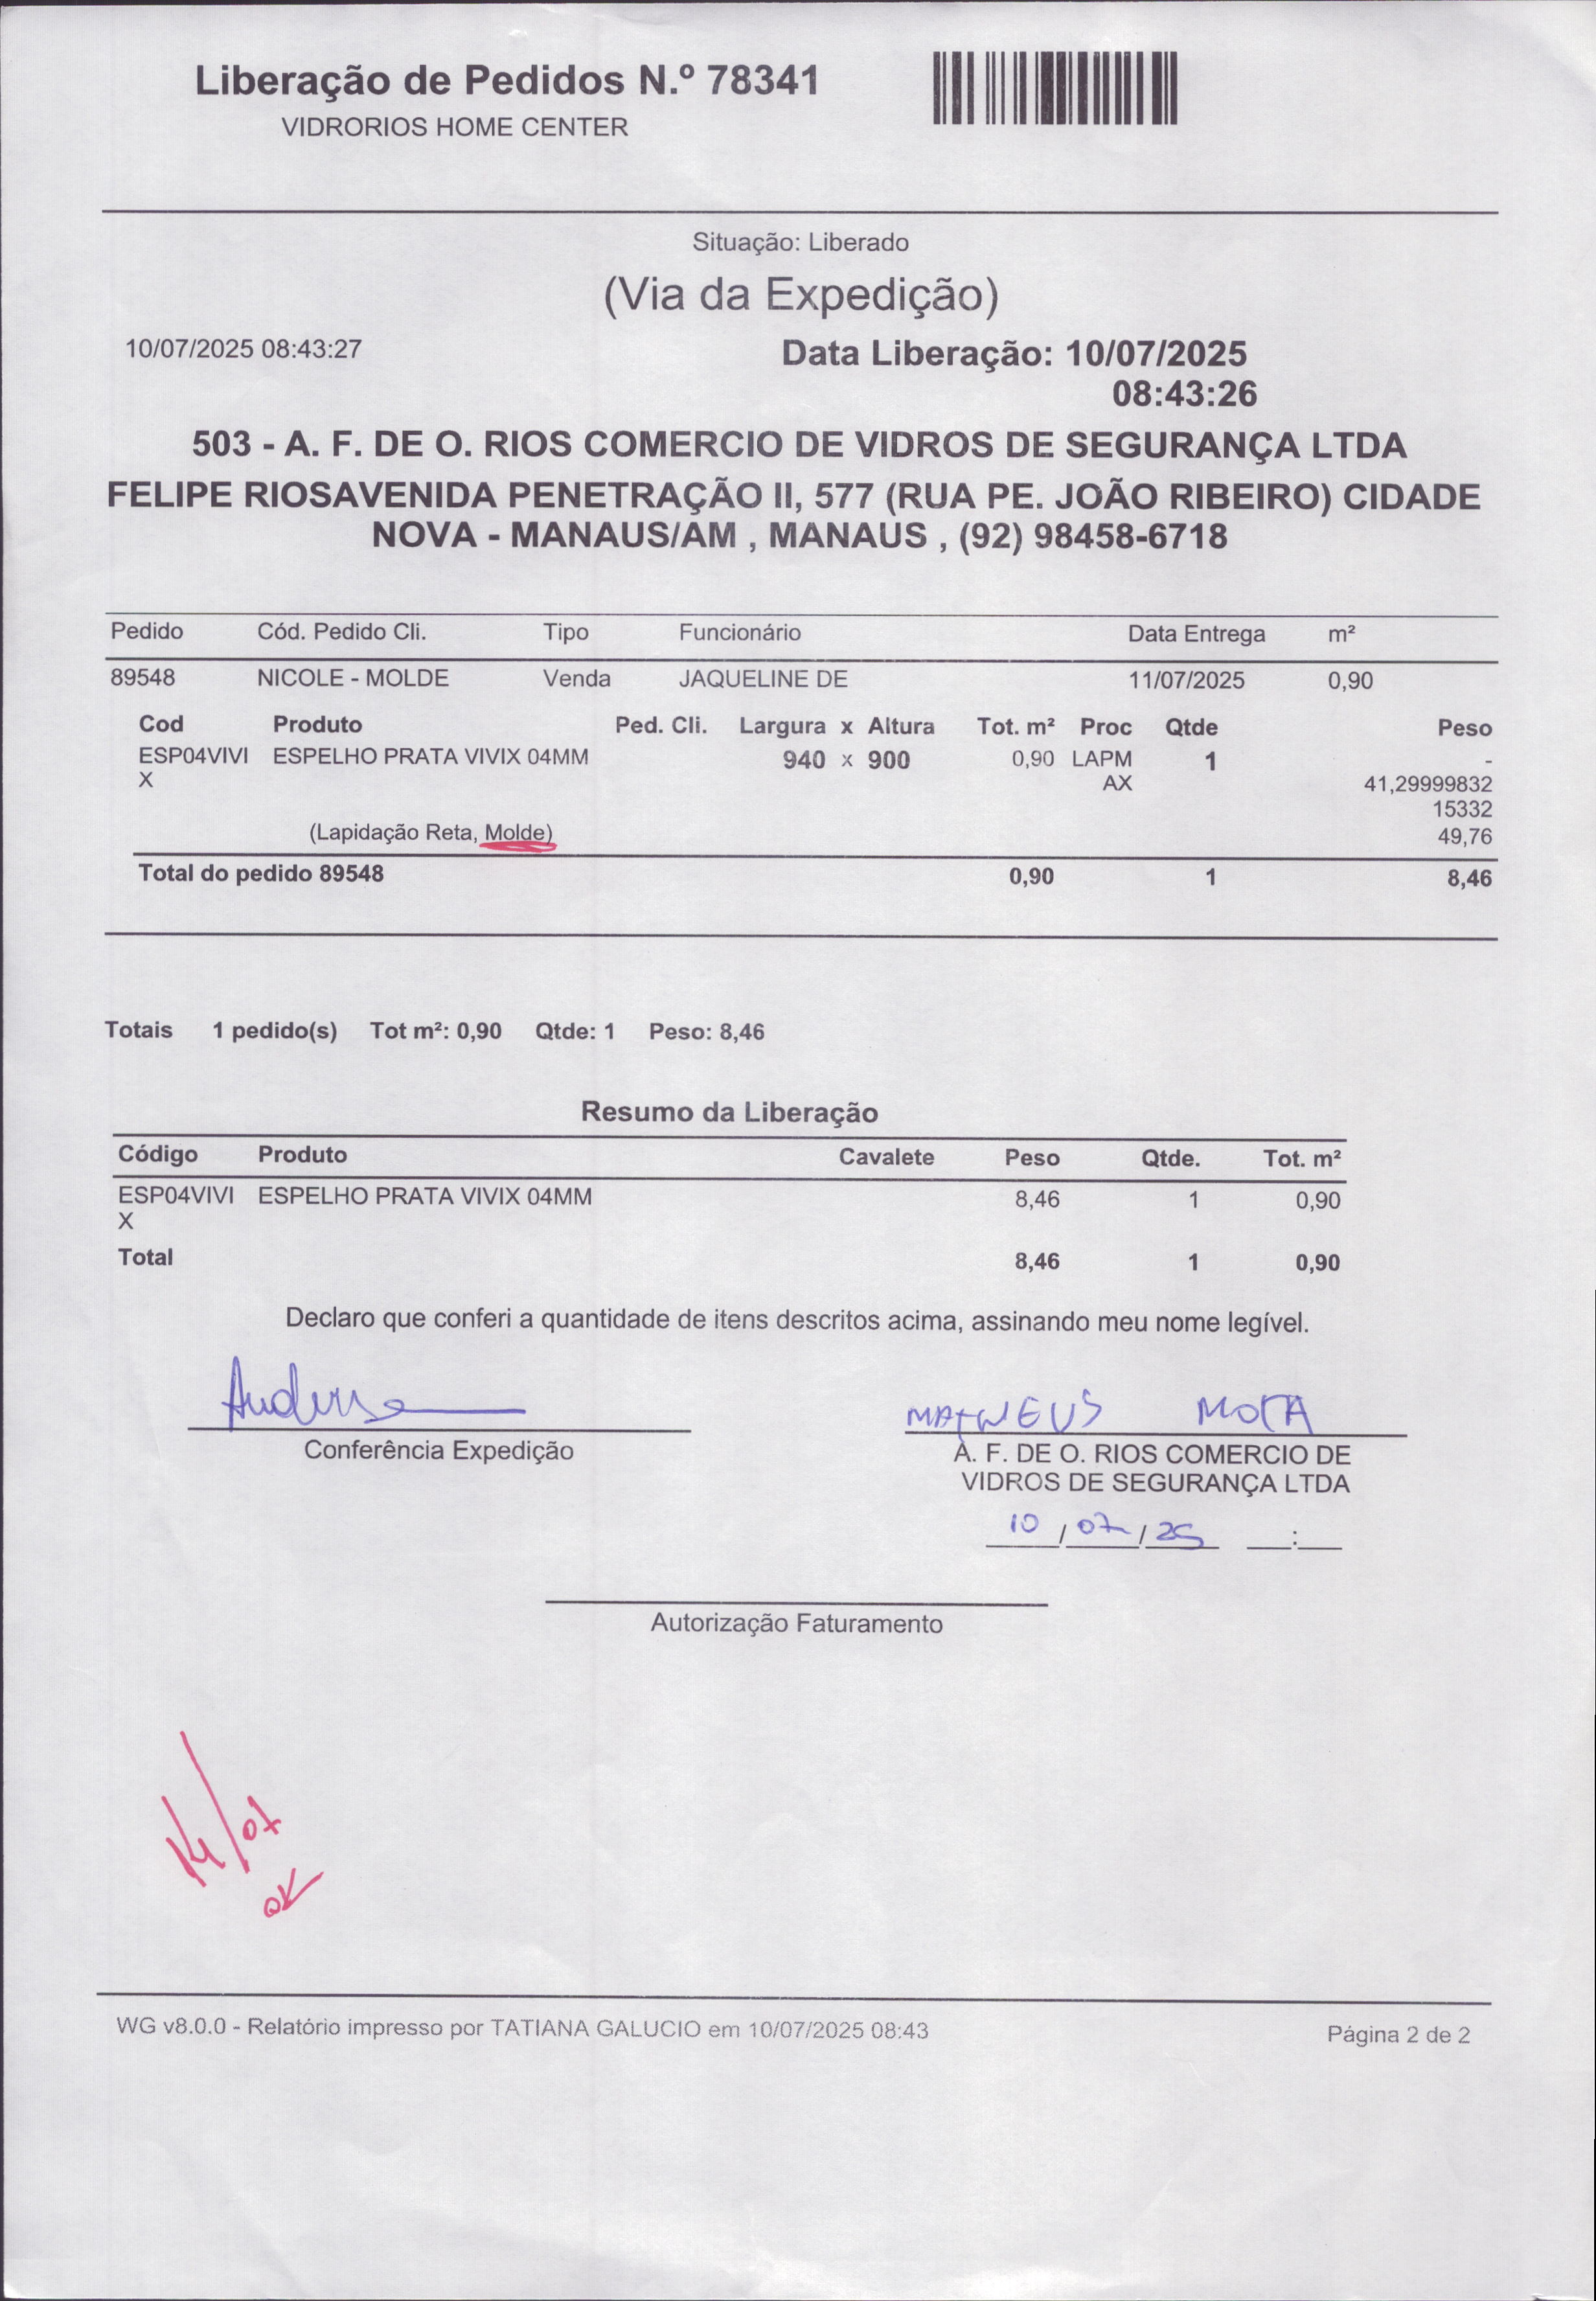 Liberação de Pedidos N.º 78341
VIDRORIOS HOME CENTER
Situação: Liberado
(Via da Expedição)
10/07/2025 08:43:27
Data Liberação: 10/07/2025
08:43:26
503 - A. F. DE O. RIOS COMERCIO DE VIDROS DE SEGURANÇA LTDA
FELIPE RIOSAVENIDA PENETRAÇÃO II, 577 (RUA PE. JOÃO RIBEIRO) CIDADE
NOVA - MANAUS/AM , MANAUS , (92) 98458-6718
Pedido Cód. Pedido Cli. Tipo Funcionário Data Entrega m²
89548 NICOLE - MOLDE Venda JAQUELINE DE 11/07/2025 0,90
Cod Produto Ped. Cli. Largura x Altura Tot. m² Proc Qtde Peso
ESP04VIVI ESPELHO PRATA VIVIX 04MM 940 x 900 0,90 LAPM 1 -
X AX 41,29999832
15332
(Lapidação Reta, Molde) 49,76
Total do pedido 89548 0,90 1 8,46
Totais 1 pedido(s) Tot m²: 0,90 Qtde: 1 Peso: 8,46
Resumo da Liberação
Código Produto Cavalete Peso Qtde. Tot. m²
ESP04VIVI ESPELHO PRATA VIVIX 04MM 8,46 1 0,90
X
Total 8,46 1 0,90
Declaro que conferi a quantidade de itens descritos acima, assinando meu nome legível.
MATHEUS MOTA
Conferência Expedição
A. F. DE O. RIOS COMERCIO DE
VIDROS DE SEGURANÇA LTDA
10/07/25 __:__
Autorização Faturamento
14/07
OK
WG v8.0.0 - Relatório impresso por TATIANA GALUCIO em 10/07/2025 08:43
Página 2 de 2